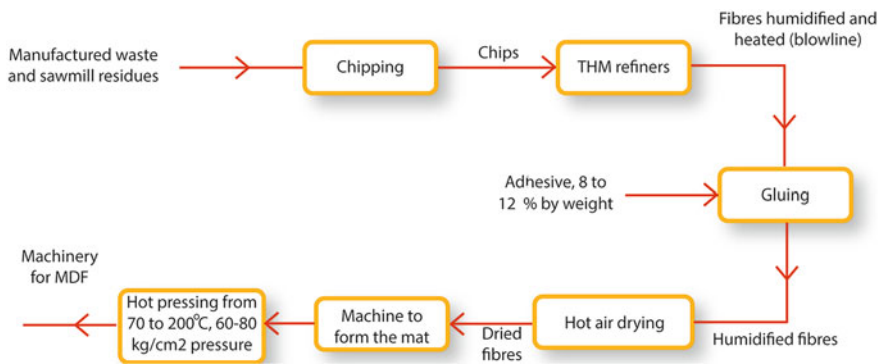 Manufactured waste
and sawmill residues
Chipping
Chips
THM refiners
Fibres humidified and
heated (blowline)
Adhesive, 8 to
12 % by weight
Gluing
Humidified fibres
Hot air drying
Dried
fibres
Machine to
form the mat
Hot pressing from
70 to 200⁰C, 60-80
kg/cm2 pressure
Machinery
for MDF